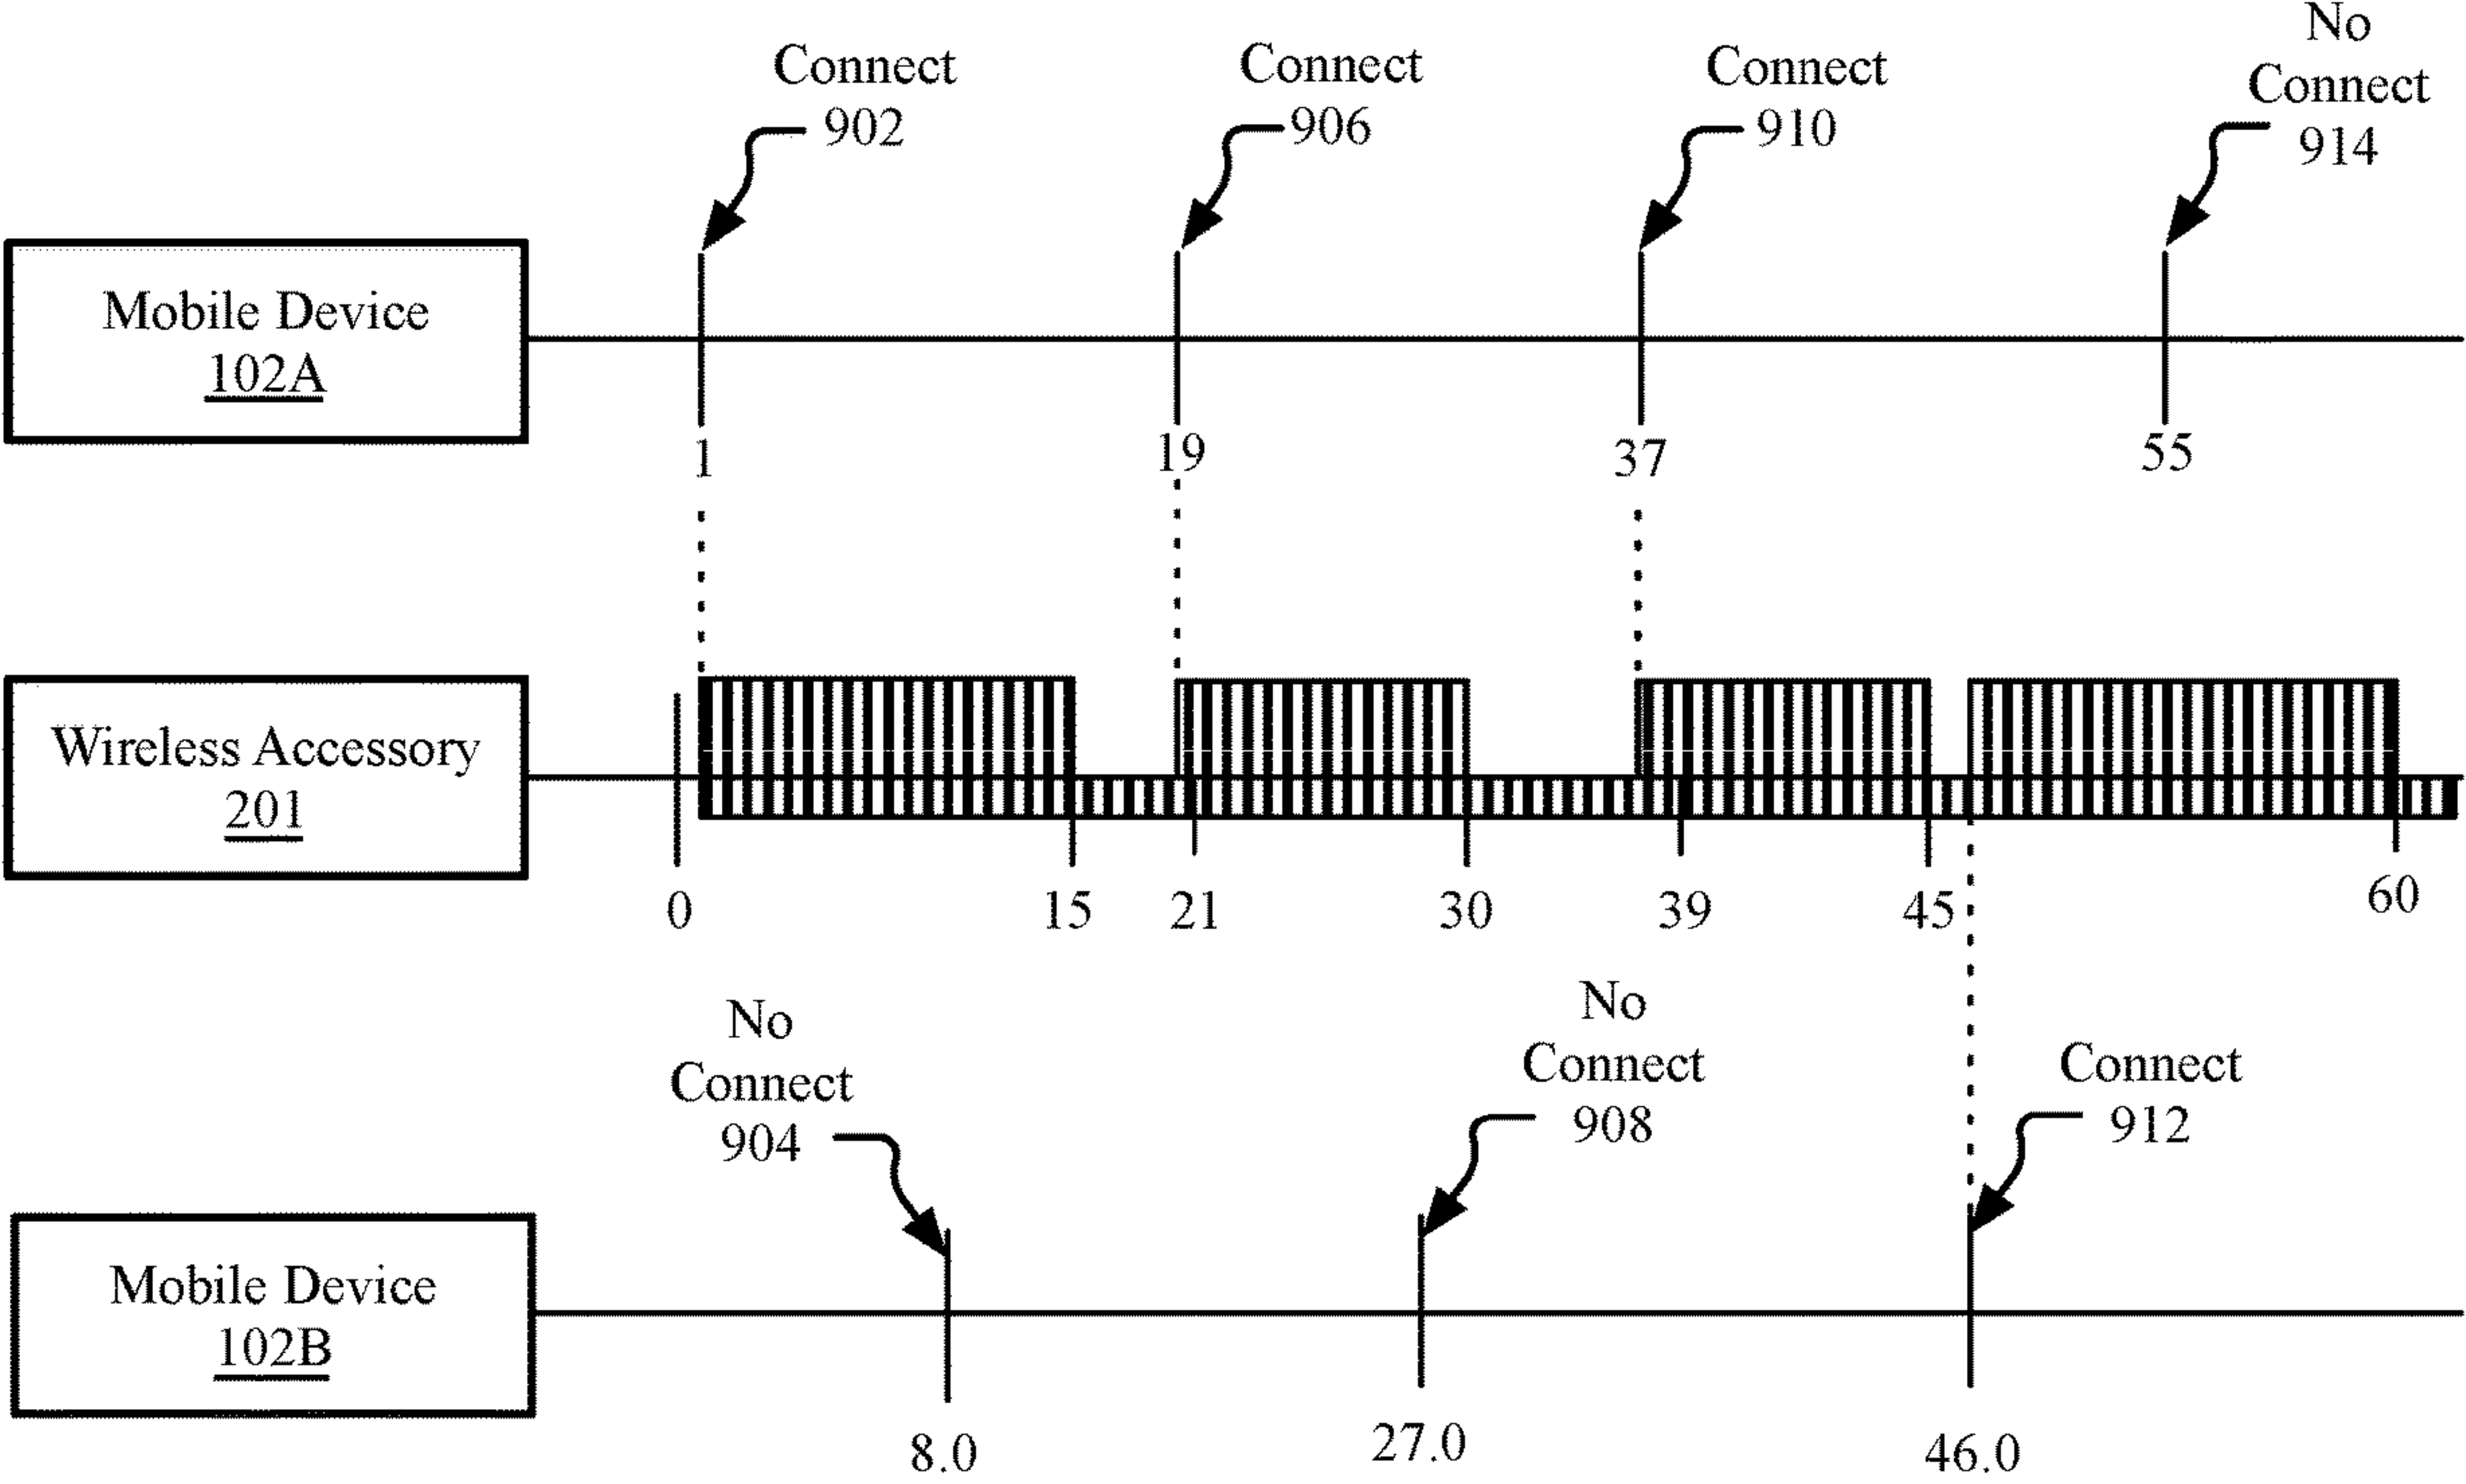 Connect
902
Connect
906
Connect
910
No
Connect
914
Mobile Device
102A
1
19
37
55
Wireless Accessory
201
0
15
21
30
39
45
60
No
Connect
904
No
Connect
908
Connect
912
Mobile Device
102B
8.0
27.0
46.0